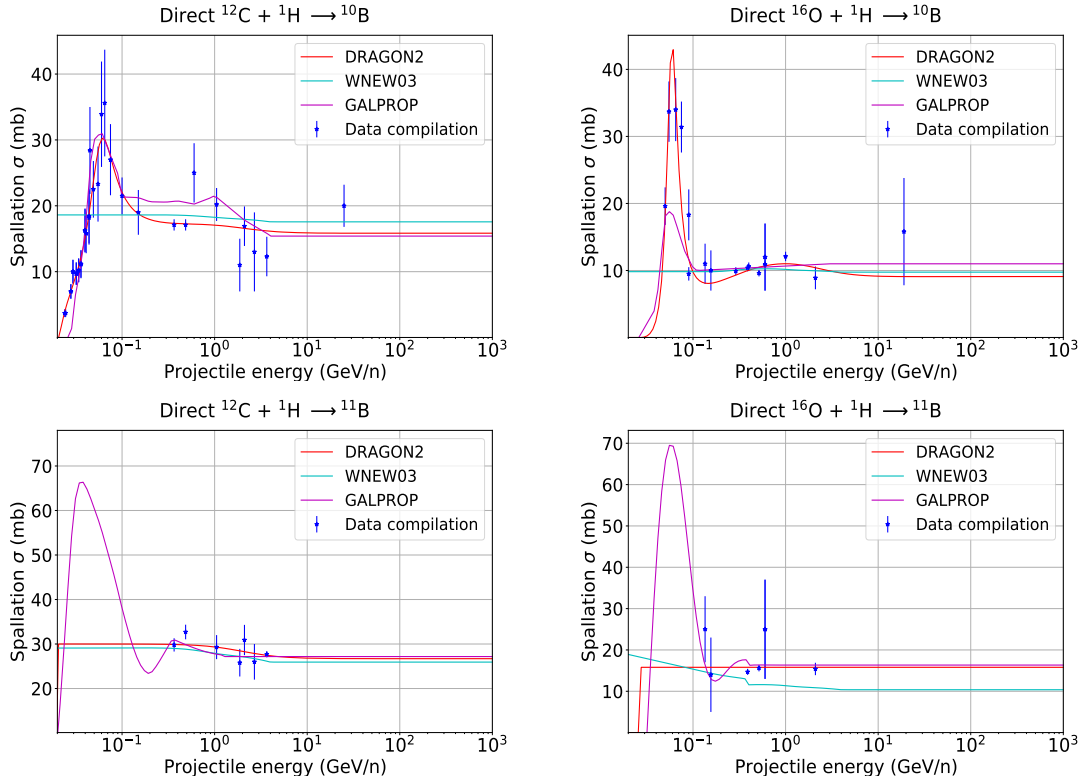 Direct ¹²C + ¹H ⟶ ¹⁰B
Spallation σ (mb)
40
30
20
10
DRAGON2
WNEW03
GALPROP
Data compilation
10⁻¹ 10⁰ 10¹ 10² 10³
Projectile energy (GeV/n)
Direct ¹⁶O + ¹H ⟶ ¹⁰B
Spallation σ (mb)
40
30
20
10
DRAGON2
WNEW03
GALPROP
Data compilation
10⁻¹ 10⁰ 10¹ 10² 10³
Projectile energy (GeV/n)
Direct ¹²C + ¹H ⟶ ¹¹B
Spallation σ (mb)
70
60
50
40
30
20
DRAGON2
WNEW03
GALPROP
Data compilation
10⁻¹ 10⁰ 10¹ 10² 10³
Projectile energy (GeV/n)
Direct ¹⁶O + ¹H ⟶ ¹¹B
Spallation σ (mb)
70
60
50
40
30
20
10
DRAGON2
WNEW03
GALPROP
Data compilation
10⁻¹ 10⁰ 10¹ 10² 10³
Projectile energy (GeV/n)